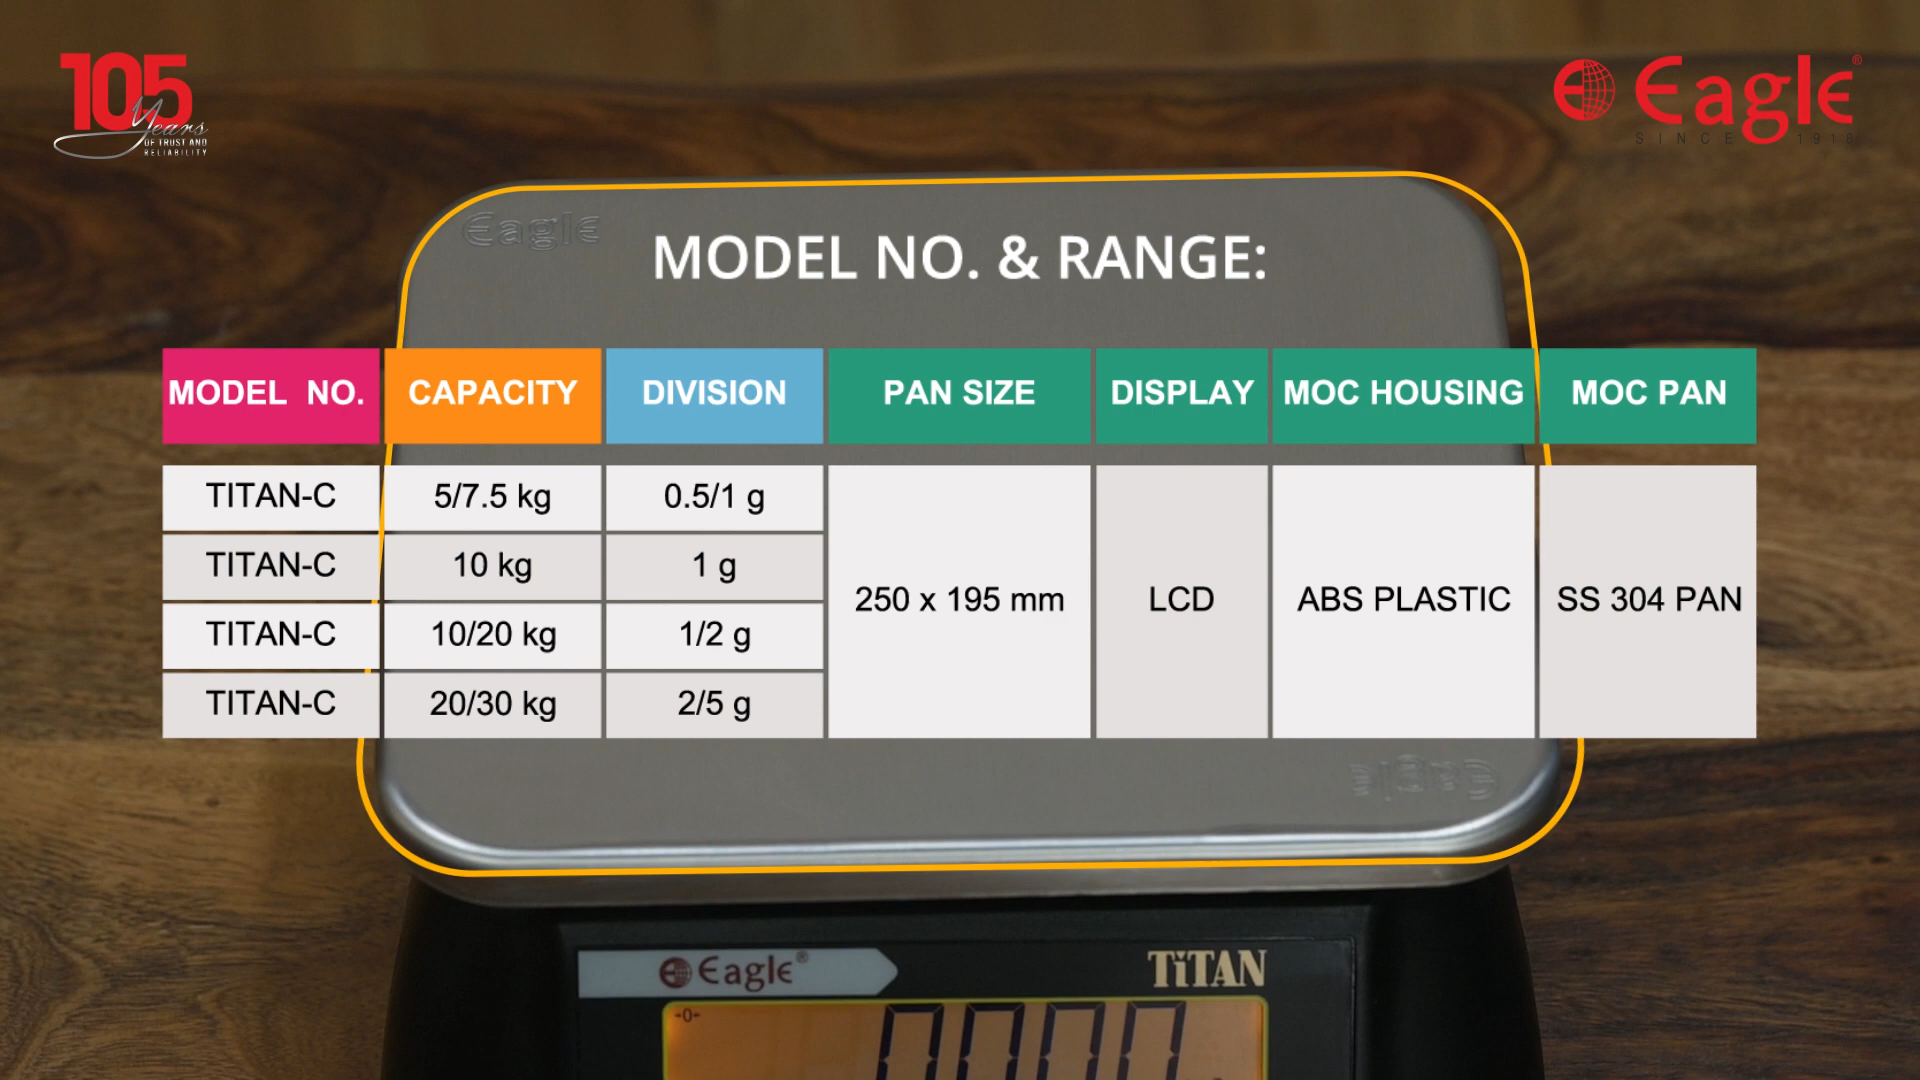 105
Years
OF TRUST AND
RELIABILITY
Eagle®
SINCE 1918
Eagle
MODEL NO. & RANGE:
MODEL NO. CAPACITY DIVISION PAN SIZE DISPLAY MOC HOUSING MOC PAN
TITAN-C 5/7.5 kg 0.5/1 g
TITAN-C 10 kg 1 g
250 x 195 mm LCD ABS PLASTIC SS 304 PAN
TITAN-C 10/20 kg 1/2 g
TITAN-C 20/30 kg 2/5 g
Eagle
Eagle®
TiTAN
-0-